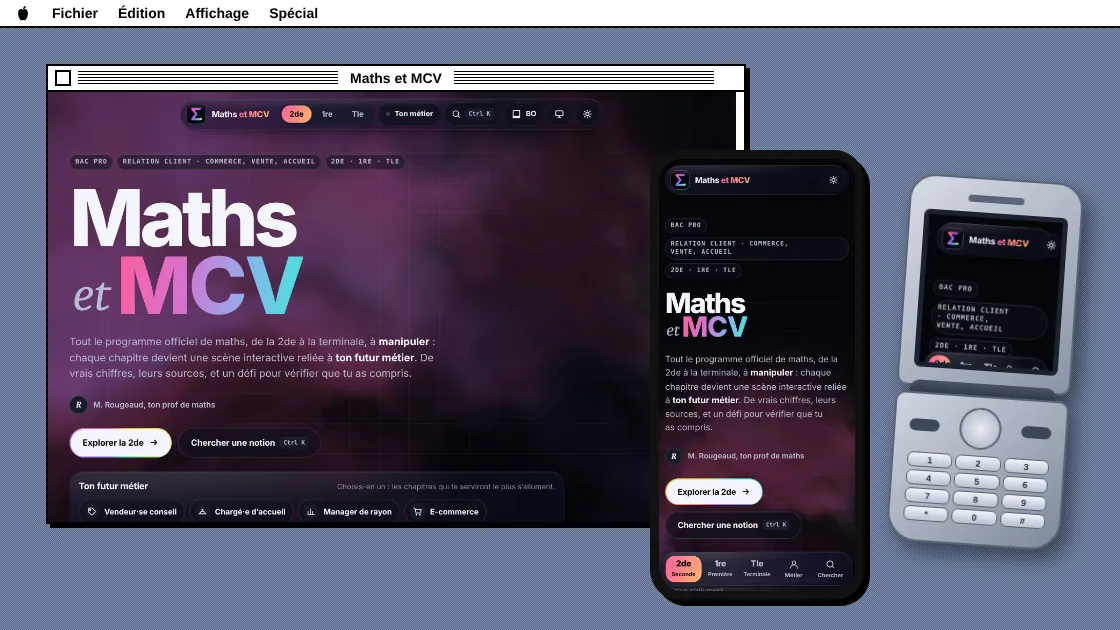 Fichier Édition Affichage Spécial
Maths et MCV
Maths et MCV 2de 1re Tle Ton métier Ctrl K BO
BAC PRO RELATION CLIENT · COMMERCE, VENTE, ACCUEIL 2DE · 1RE · TLE
Maths
et MCV
Tout le programme officiel de maths, de la 2de à la terminale, à manipuler :
chaque chapitre devient une scène interactive reliée à ton futur métier. De
vrais chiffres, leurs sources, et un défi pour vérifier que tu as compris.
R M. Rougeaud, ton prof de maths
Explorer la 2de → Chercher une notion Ctrl K
Ton futur métier Choisis-en un : les chapitres qui te serviront le plus s'allument.
Vendeur·se conseil Chargé·e d'accueil Manager de rayon E-commerce
Maths et MCV
BAC PRO
RELATION CLIENT · COMMERCE,
VENTE, ACCUEIL
2DE · 1RE · TLE
Maths
et MCV
Tout le programme officiel de maths, de la
2de à la terminale, à manipuler : chaque
chapitre devient une scène interactive reliée
à ton futur métier. De vrais chiffres, leurs
sources, et un défi pour vérifier que tu
as compris.
R M. Rougeaud, ton prof de maths
Explorer la 2de →
Chercher une notion Ctrl K
2de 1re Tle
Seconde Première Terminale Métier Chercher
Maths et MCV
BAC PRO
RELATION CLIENT
· COMMERCE,
VENTE, ACCUEIL
2DE · 1RE · TLE
1 2 3
4 5 6
7 8 9
* 0 #